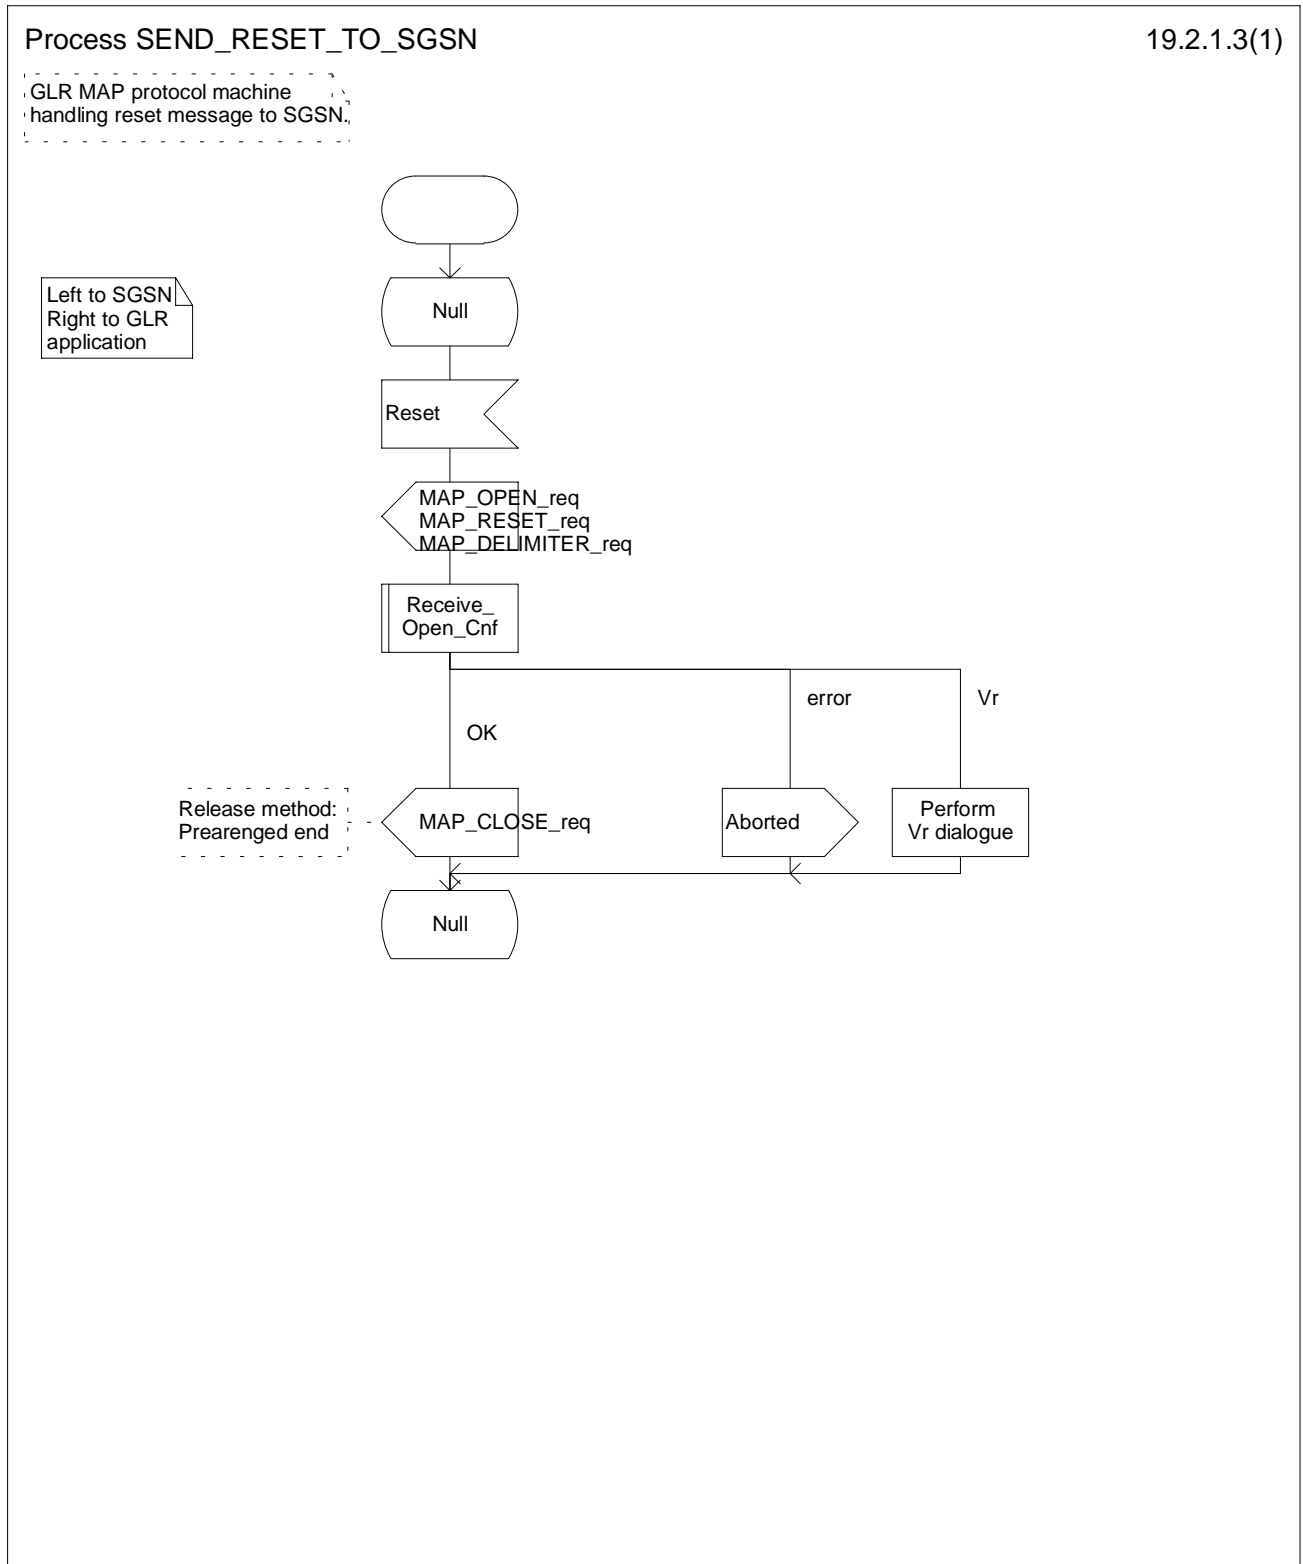 Process SEND_RESET_TO_SGSN
19.2.1.3(1)
GLR MAP protocol machine
handling reset message to SGSN.
Left to SGSN
Right to GLR
application
Null
Reset
MAP_OPEN_req
MAP_RESET_req
MAP_DELIMITER_req
Receive_
Open_Cnf
error
Vr
OK
Release method:
Prearenged end
MAP_CLOSE_req
Aborted
Perform
Vr dialogue
Null